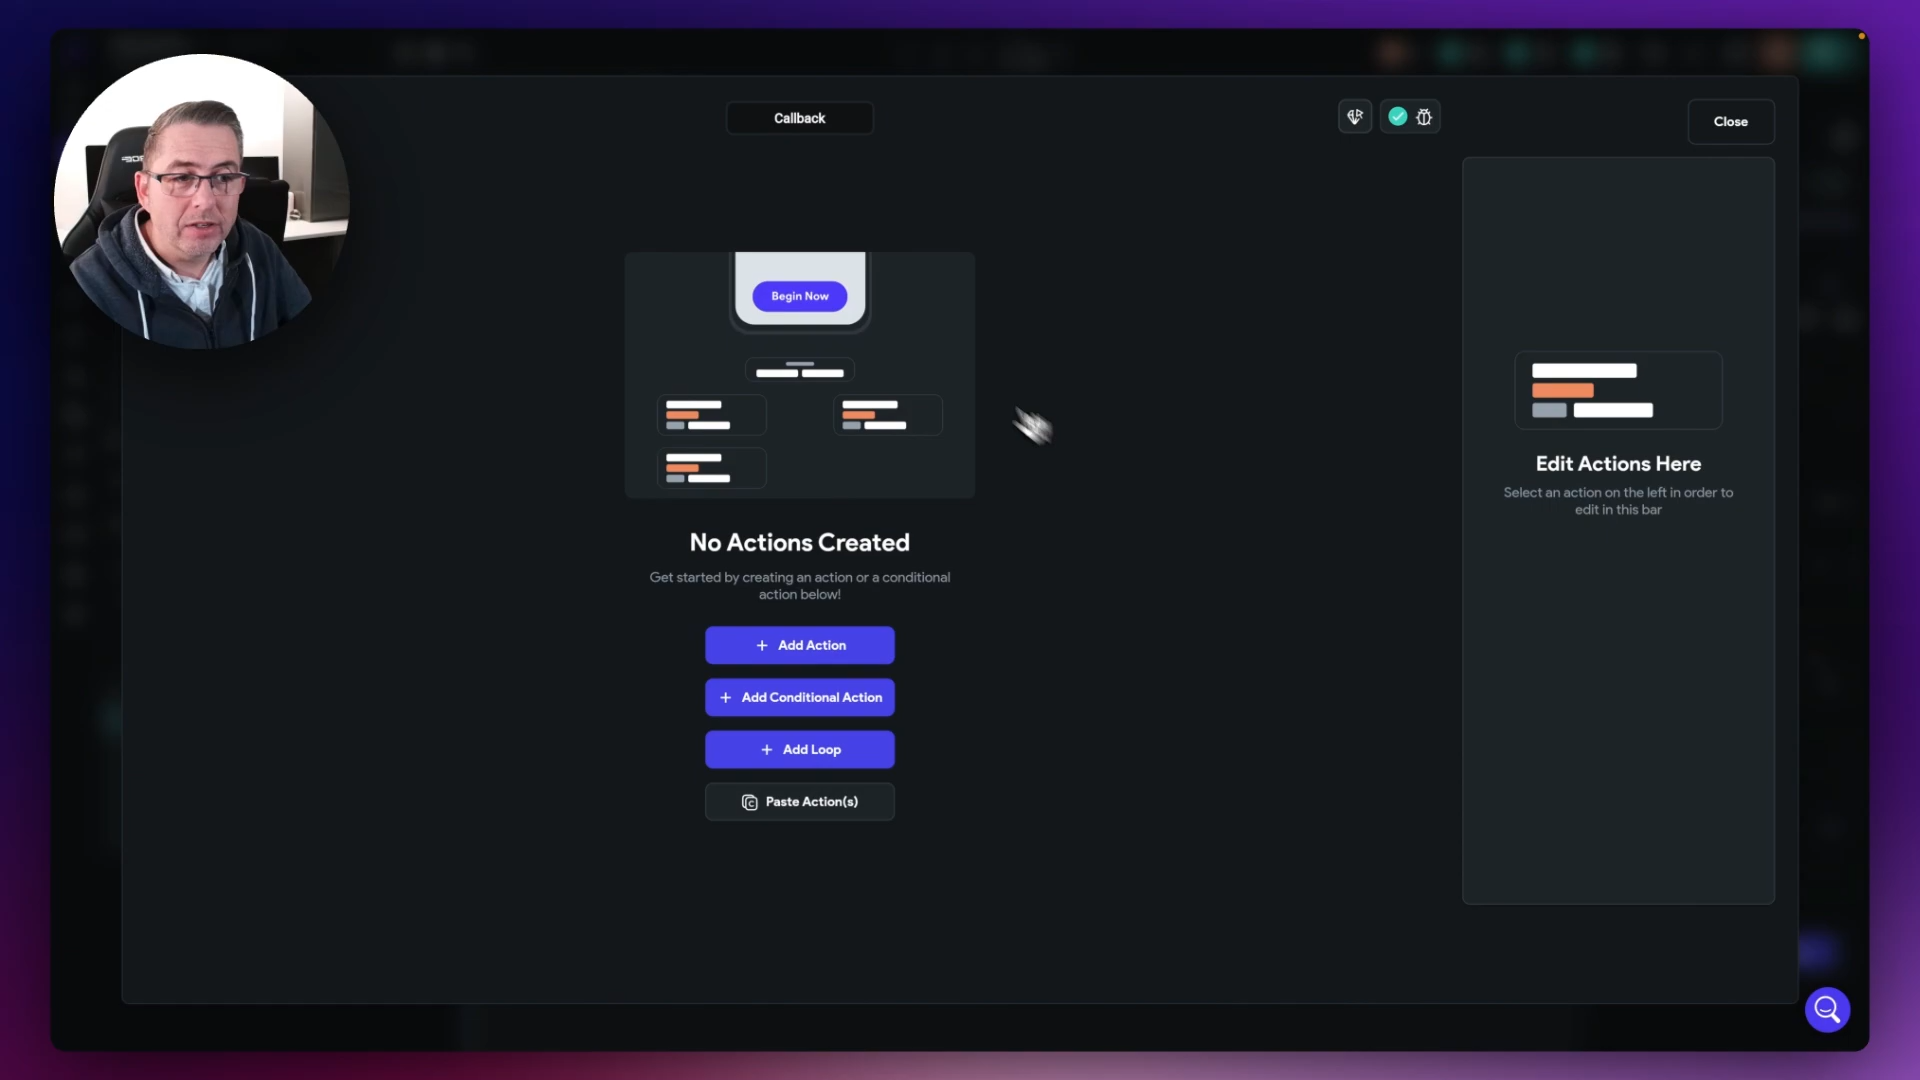 Callback
Close
Begin Now
Edit Actions Here
Select an action on the left in order to
edit in this bar
No Actions Created
Get started by creating an action or a conditional
action below!
+ Add Action
+ Add Conditional Action
+ Add Loop
Paste Action(s)